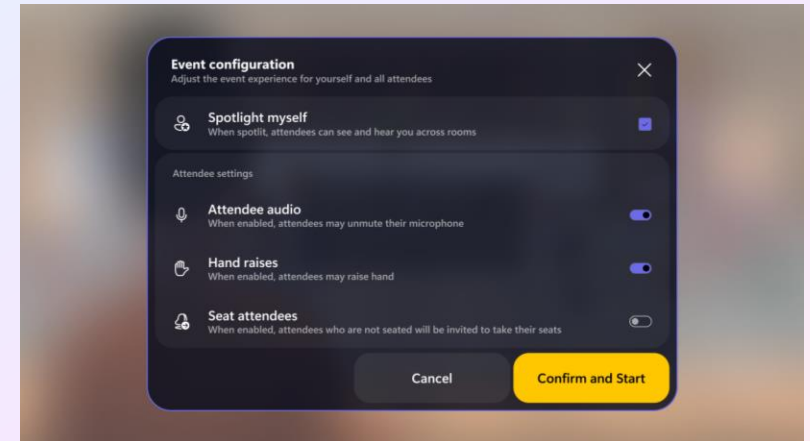 Event configuration
Adjust the event experience for yourself and all attendees
Spotlight myself
When spotlit, attendees can see and hear you across rooms
Attendee settings
Attendee audio
When enabled, attendees may unmute their microphone
Hand raises
When enabled, attendees may raise hand
Seat attendees
When enabled, attendees who are not seated will be invited to take their seats
Cancel
Confirm and Start